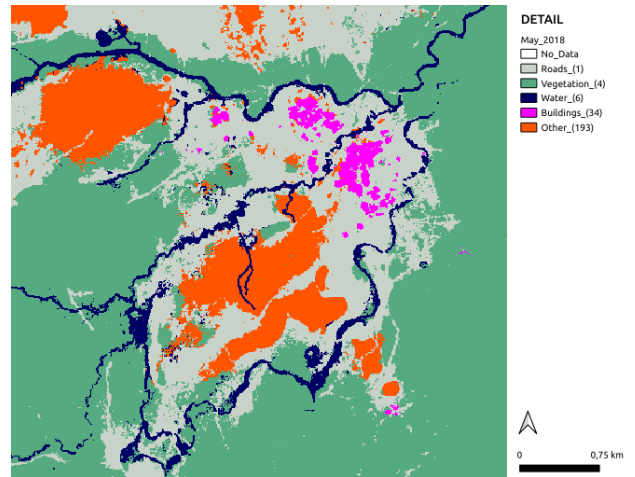 DETAIL
May_2018
No_Data
Roads_(1)
Vegetation_(4)
Water_(6)
Buildings_(34)
Other_(193)
0 0,75 km